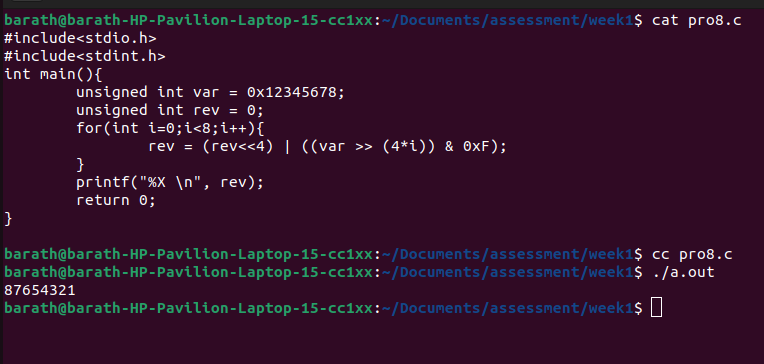 barath@barath-HP-Pavilion-Laptop-15-cc1xx:~/Documents/assessment/week1$ cat pro8.c
#include<stdio.h>
#include<stdint.h>
int main(){
        unsigned int var = 0x12345678;
        unsigned int rev = 0;
        for(int i=0;i<8;i++){
                rev = (rev<<4) | ((var >> (4*i)) & 0xF);
        }
        printf("%X \n", rev);
        return 0;
}
barath@barath-HP-Pavilion-Laptop-15-cc1xx:~/Documents/assessment/week1$ cc pro8.c
barath@barath-HP-Pavilion-Laptop-15-cc1xx:~/Documents/assessment/week1$ ./a.out
87654321
barath@barath-HP-Pavilion-Laptop-15-cc1xx:~/Documents/assessment/week1$